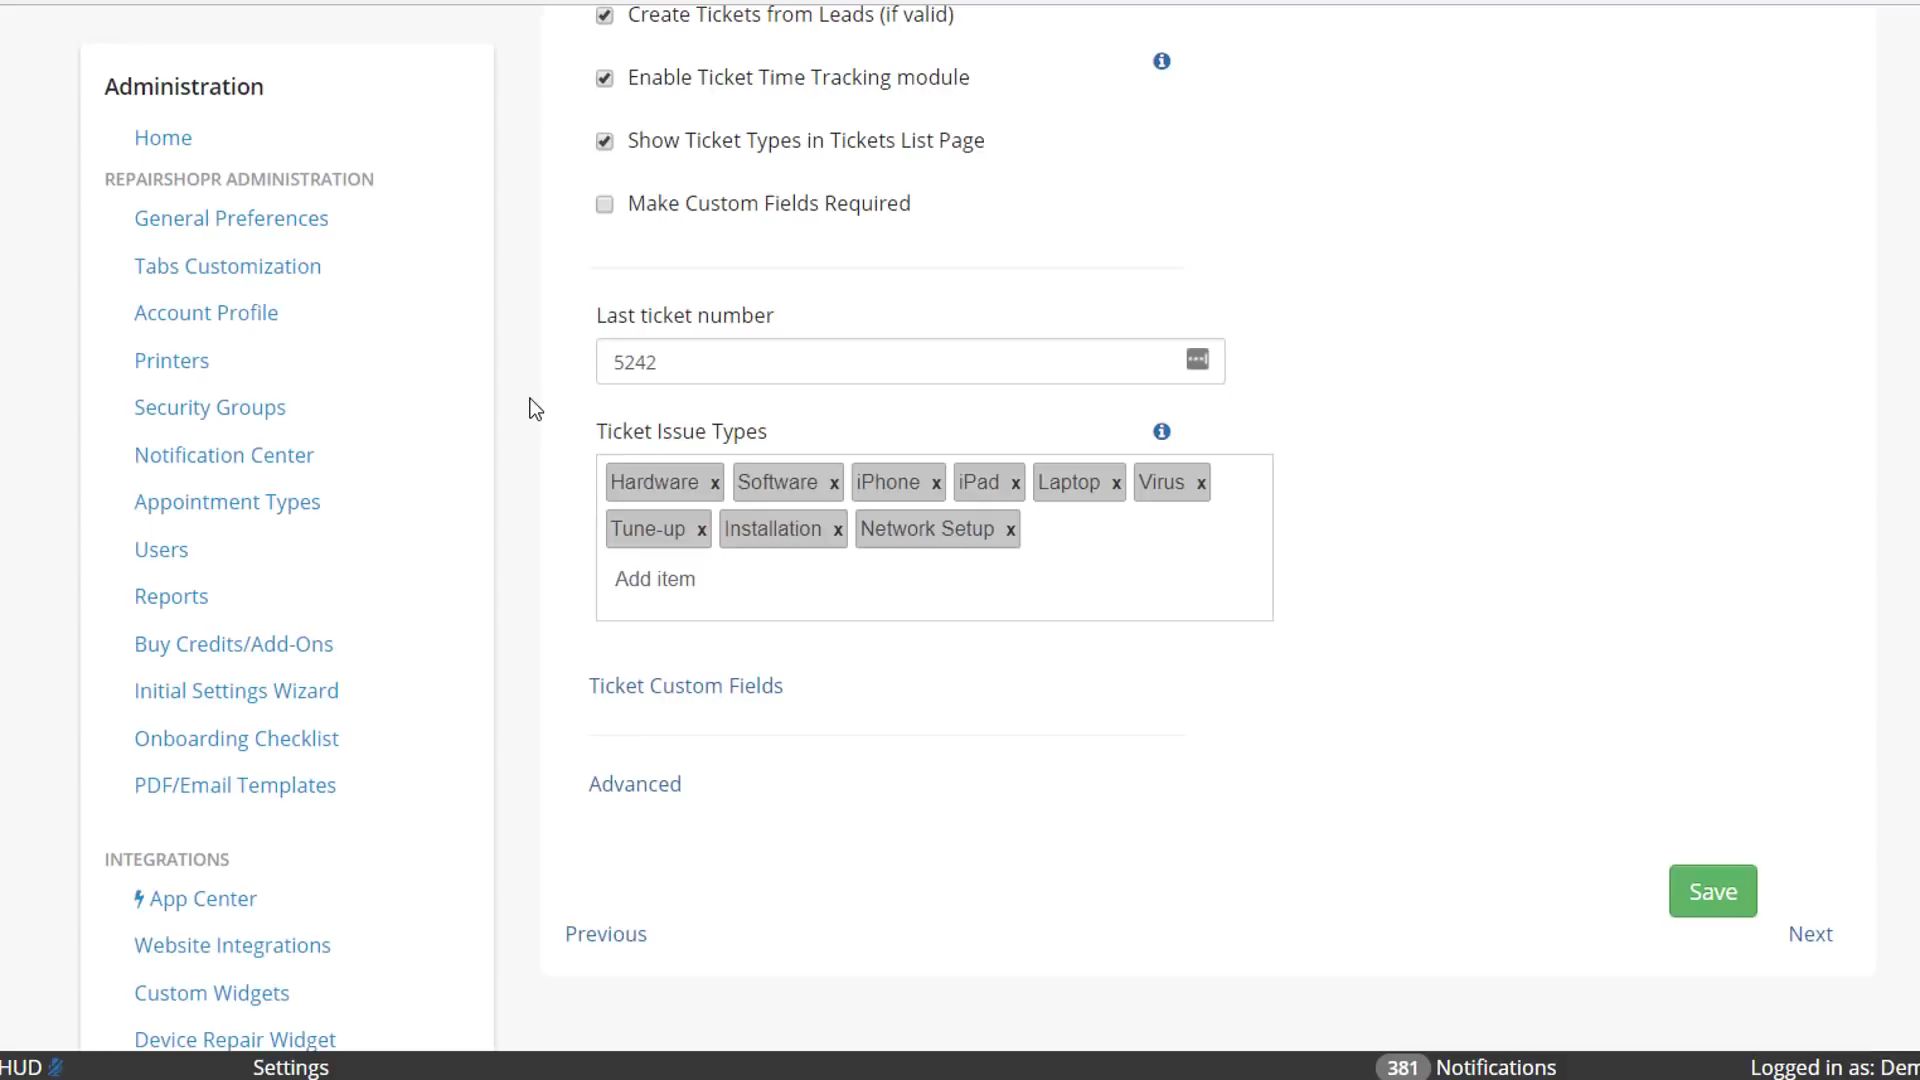 Administration
Home
REPAIRSHOPR ADMINISTRATION
General Preferences
Tabs Customization
Account Profile
Printers
Security Groups
Notification Center
Appointment Types
Users
Reports
Buy Credits/Add-Ons
Initial Settings Wizard
Onboarding Checklist
PDF/Email Templates
INTEGRATIONS
App Center
Website Integrations
Custom Widgets
Device Repair Widget
Create Tickets from Leads (if valid)
Enable Ticket Time Tracking module
Show Ticket Types in Tickets List Page
Make Custom Fields Required
Last ticket number
5242
Ticket Issue Types
Hardware x Software x iPhone x iPad x Laptop x Virus x
Tune-up x Installation x Network Setup x
Add item
Ticket Custom Fields
Advanced
Save
Previous Next
HUD Settings 381 Notifications Logged in as: Dem